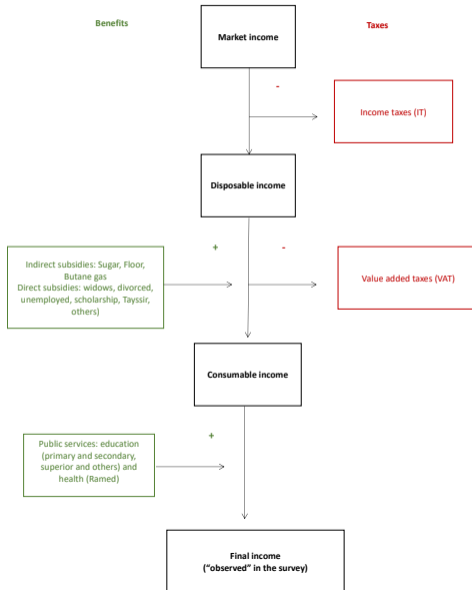 Benefits
Market income
Taxes
-
Income taxes (IT)
Disposable income
+
-
Indirect subsidies: Sugar, Floor,
Butane gas
Direct subsidies: widows, divorced,
unemployed, scholarship, Tayssir,
others)
Value added taxes (VAT)
Consumable income
+
Public services: education
(primary and secondary,
superior and others) and
health (Ramed)
Final income
("observed" in the survey)